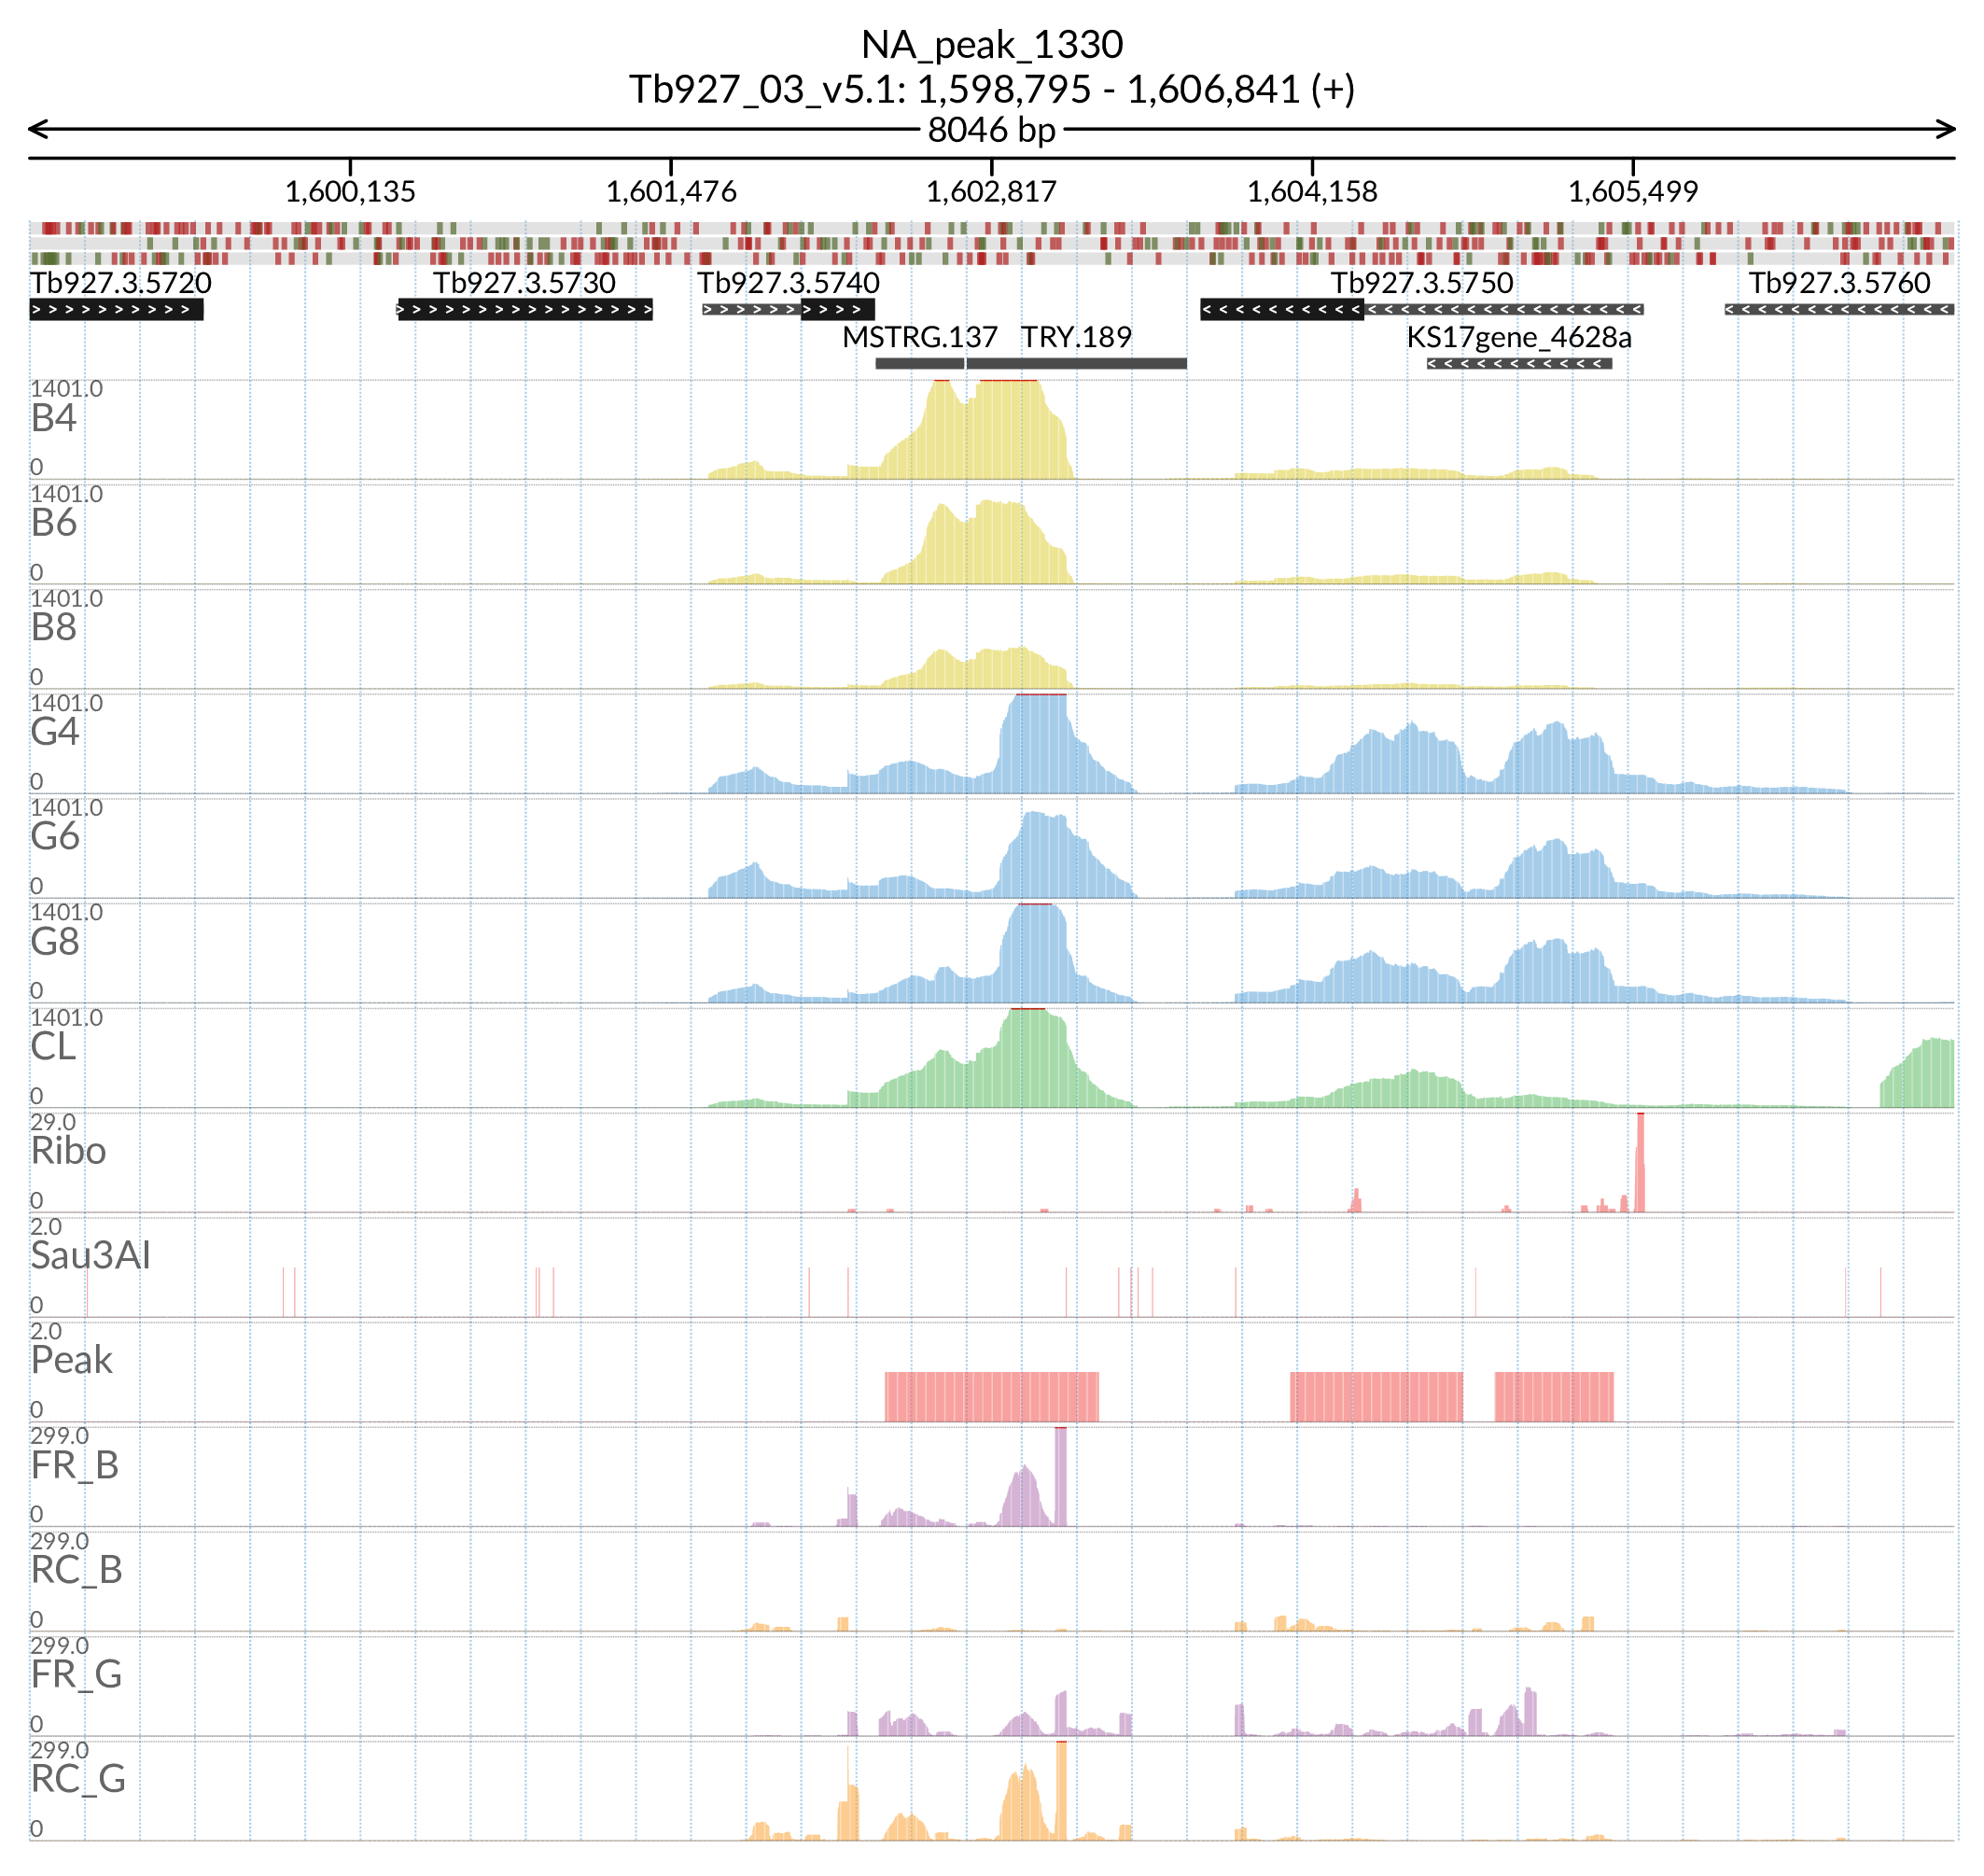 NA_peak_1330
Tb927_03_v5.1: 1,598,795 - 1,606,841 (+)
8046 bp
1,600,135 1,601,476 1,602,817 1,604,158 1,605,499
Tb927.3.5720 Tb927.3.5730 Tb927.3.5740 Tb927.3.5750 Tb927.3.5760
MSTRG.137 TRY.189 KS17gene_4628a
1401.0
B4
0
1401.0
B6
0
1401.0
B8
0
1401.0
G4
0
1401.0
G6
0
1401.0
G8
0
1401.0
CL
0
29.0
Ribo
0
2.0
Sau3AI
0
2.0
Peak
0
299.0
FR_B
0
299.0
RC_B
0
299.0
FR_G
0
299.0
RC_G
0